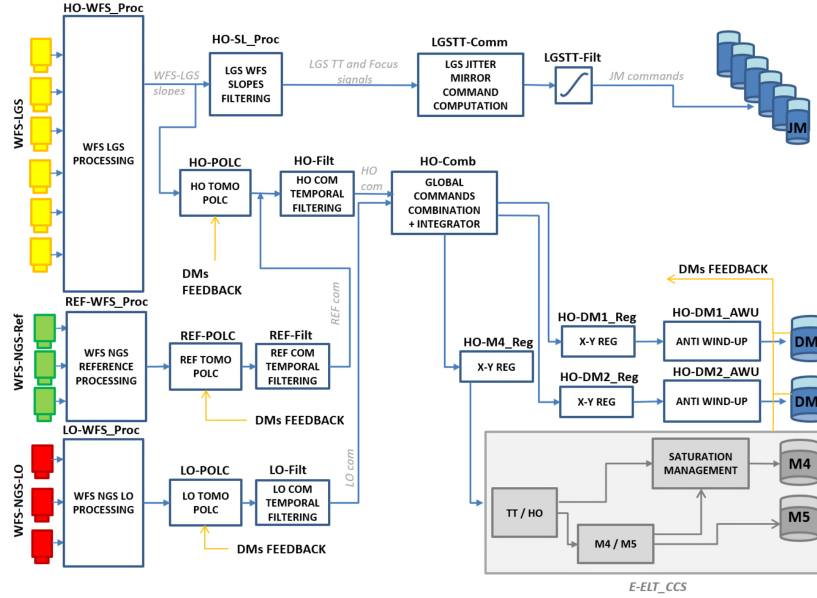 HO-WFS_Proc
WFS-LGS
WFS LGS
PROCESSING
WFS-LGS
slopes
HO-SL_Proc
LGS WFS
SLOPES
FILTERING
LGS TT and Focus
signals
LGSTT-Comm
LGS JITTER
MIRROR
COMMAND
COMPUTATION
LGSTT-Filt
JM commands
JM
HO-POLC
HO TOMO
POLC
DMs
FEEDBACK
HO-Filt
HO COM
TEMPORAL
FILTERING
HO
com
HO-Comb
GLOBAL
COMMANDS
COMBINATION
+ INTEGRATOR
REF-WFS_Proc
WFS-NGS-Ref
WFS NGS
REFERENCE
PROCESSING
REF-POLC
REF TOMO
POLC
DMs FEEDBACK
REF-Filt
REF COM
TEMPORAL
FILTERING
REF com
HO-M4_Reg
X-Y REG
HO-DM1_Reg
X-Y REG
HO-DM1_AWU
ANTI WIND-UP
DMs FEEDBACK
DM
HO-DM2_Reg
X-Y REG
HO-DM2_AWU
ANTI WIND-UP
DM
LO-WFS_Proc
WFS-NGS-LO
WFS NGS LO
PROCESSING
LO-POLC
LO TOMO
POLC
DMs FEEDBACK
LO-Filt
LO COM
TEMPORAL
FILTERING
LO com
TT / HO
M4 / M5
SATURATION
MANAGEMENT
M4
M5
E-ELT_CCS